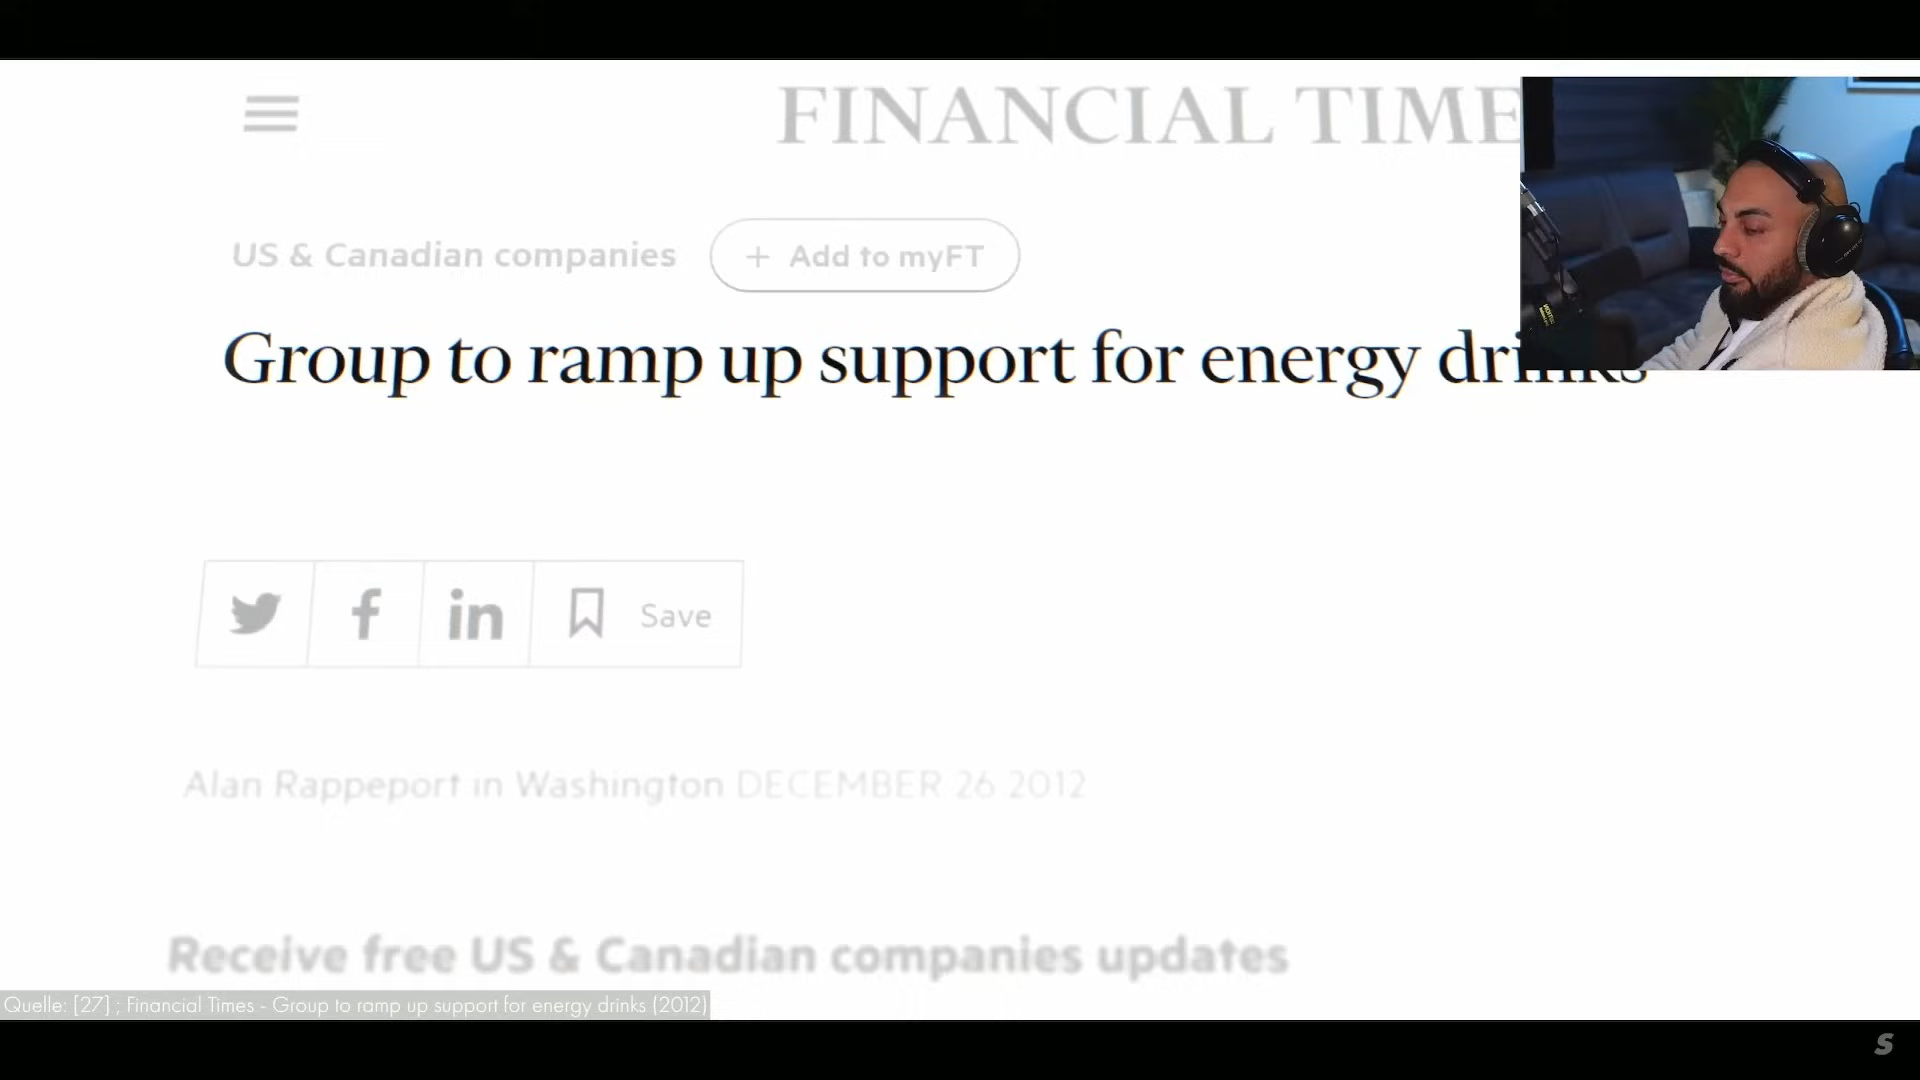 FINANCIAL TIME
US & Canadian companies
+ Add to myFT
Group to ramp up support for energy drinks
Save
Alan Rappeport in Washington DECEMBER 26 2012
Receive free US & Canadian companies updates
Quelle: [27] ; Financial Times - Group to ramp up support for energy drinks (2012)
S